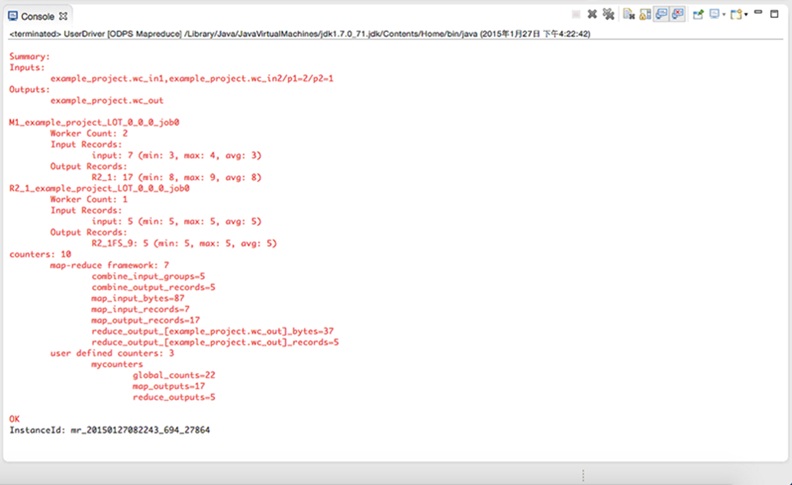 Console
<terminated> UserDriver [ODPS Mapreduce] /Library/Java/JavaVirtualMachines/jdk1.7.0_71.jdk/Contents/Home/bin/java (2015年1月27日 下午4:22:42)
Summary:
Inputs:
example_project.wc_in1,example_project.wc_in2/p1=2/p2=1
Outputs:
example_project.wc_out
M1_example_project_LOT_0_0_0_job0
Worker Count: 2
Input Records:
input: 7 (min: 3, max: 4, avg: 3)
Output Records:
R2_1: 17 (min: 8, max: 9, avg: 8)
R2_1_example_project_LOT_0_0_0_job0
Worker Count: 1
Input Records:
input: 5 (min: 5, max: 5, avg: 5)
Output Records:
R2_1FS_9: 5 (min: 5, max: 5, avg: 5)
counters: 10
map-reduce framework: 7
combine_input_groups=5
combine_output_records=5
map_input_bytes=87
map_input_records=7
map_output_records=17
reduce_output_[example_project.wc_out]_bytes=37
reduce_output_[example_project.wc_out]_records=5
user defined counters: 3
mycounters
global_counts=22
map_outputs=17
reduce_outputs=5
OK
InstanceId: mr_20150127082243_694_27864